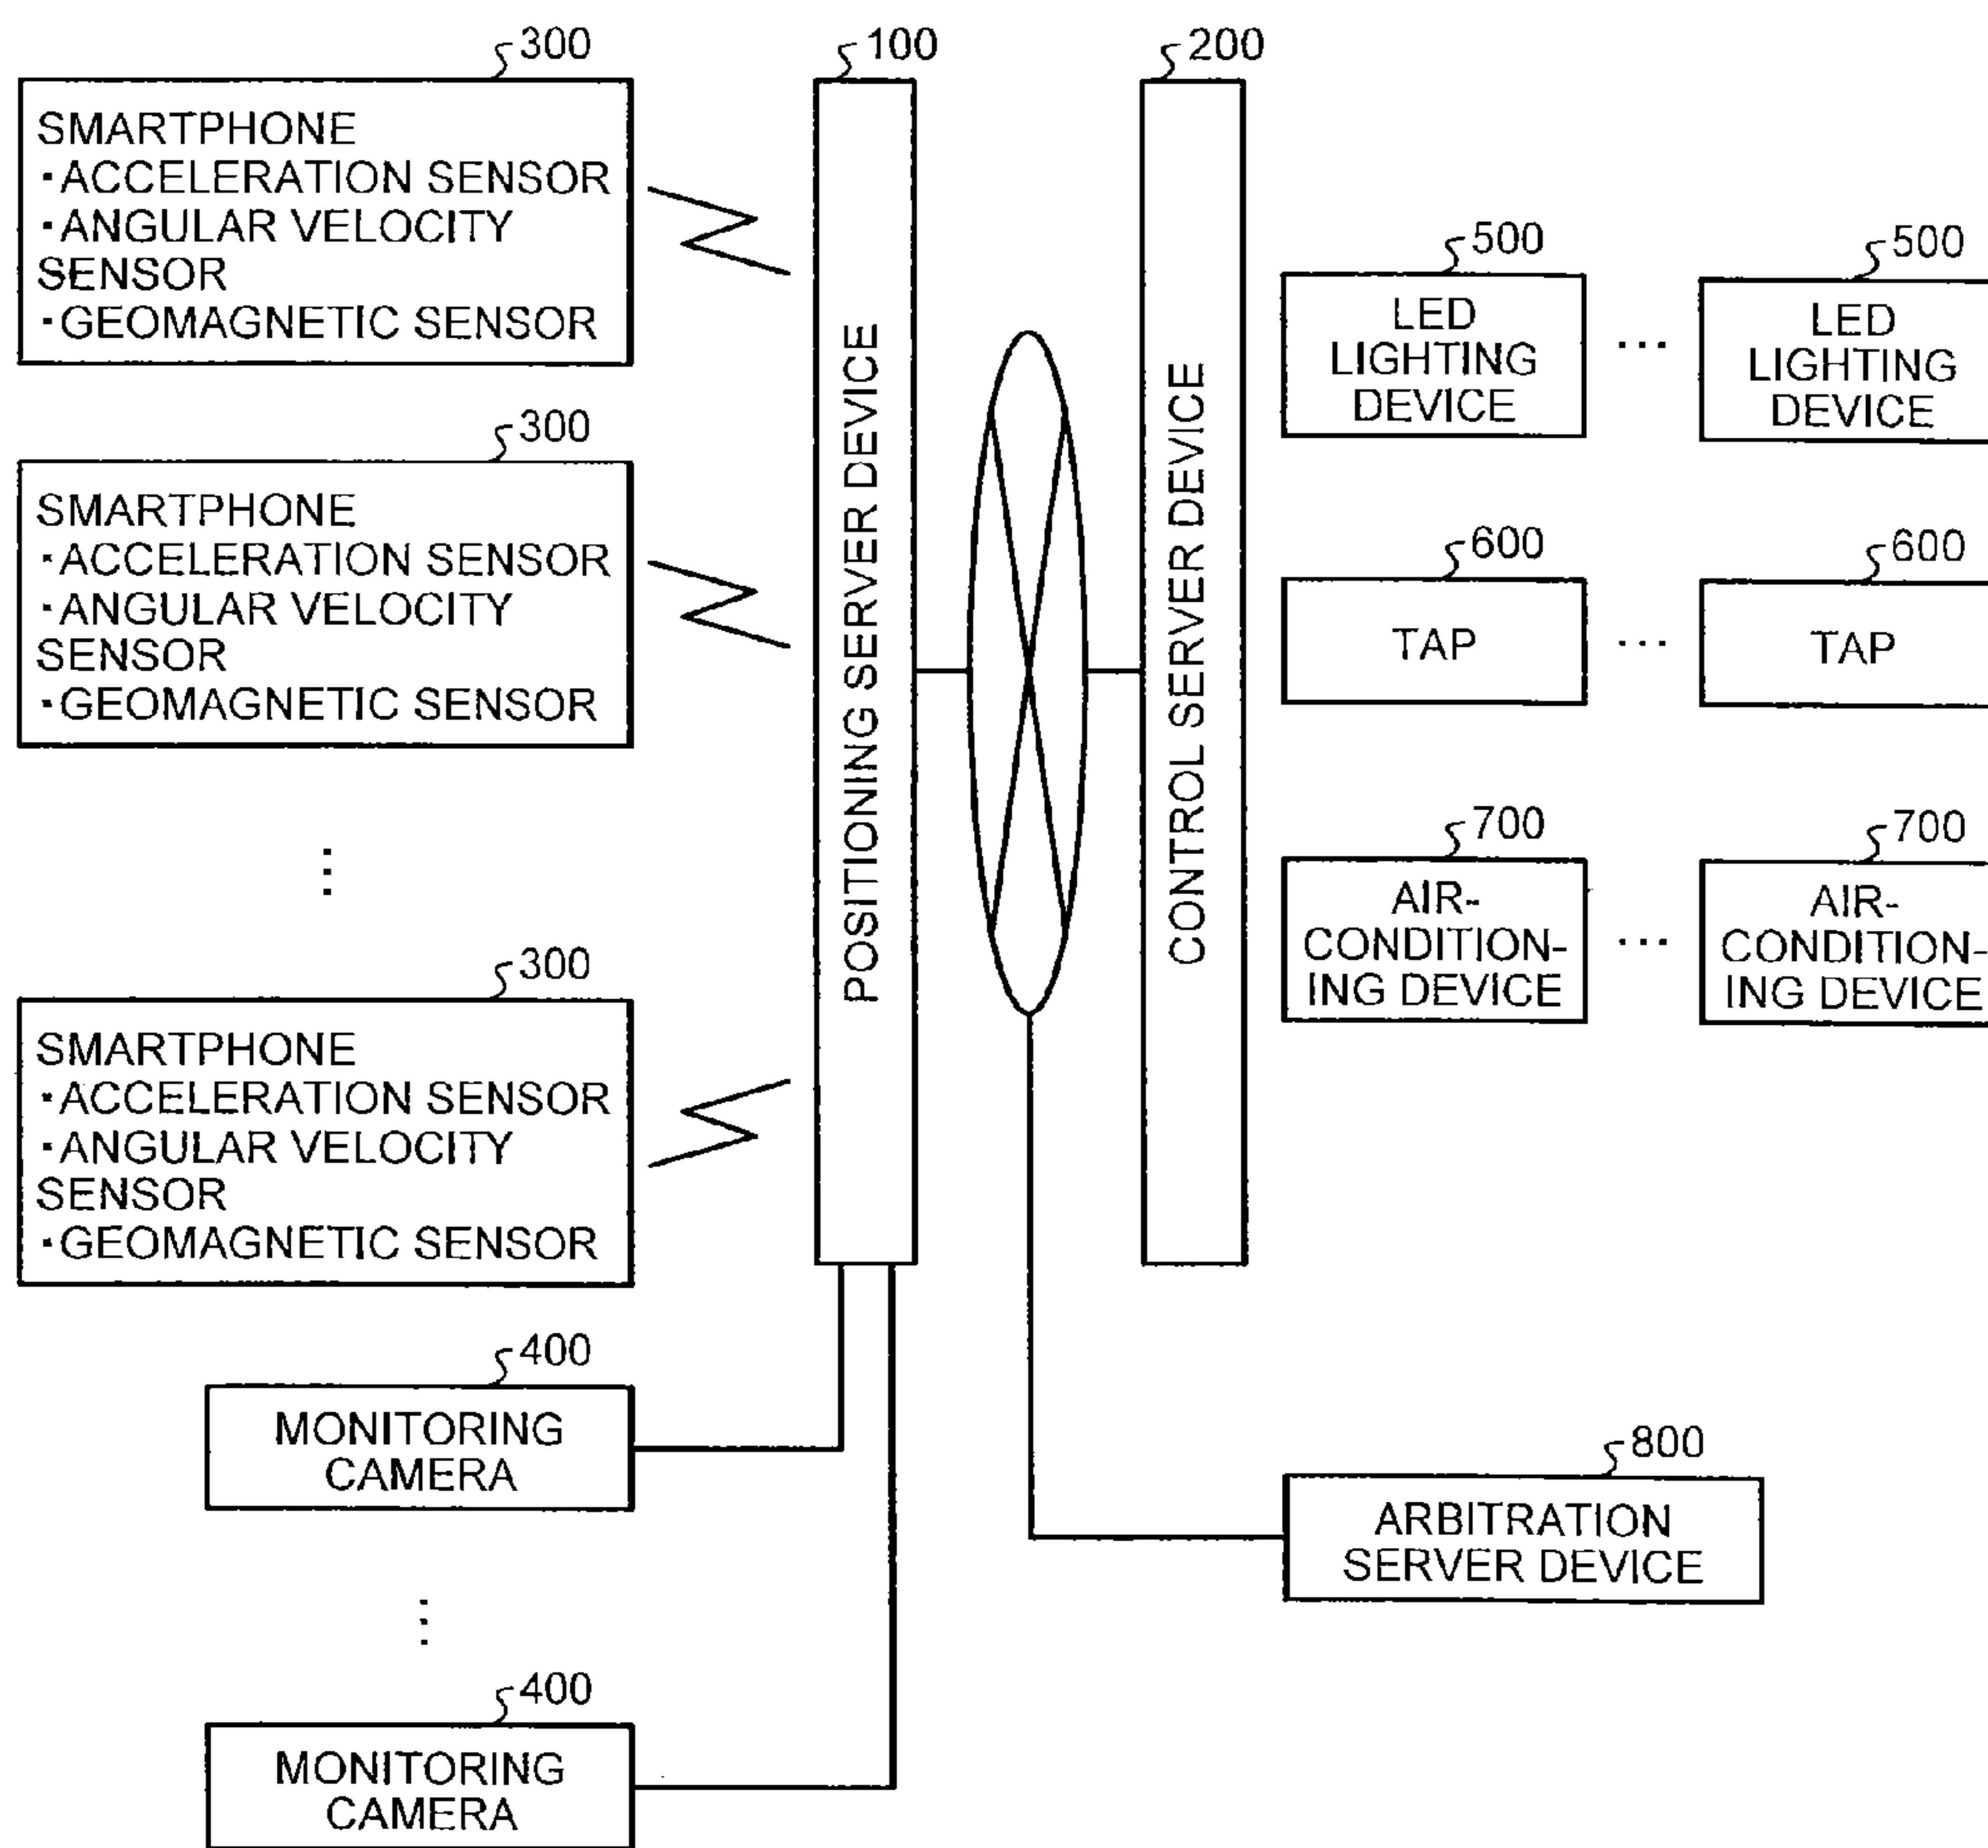 300
SMARTPHONE
・ACCELERATION SENSOR
・ANGULAR VELOCITY
SENSOR
・GEOMAGNETIC SENSOR
300
SMARTPHONE
・ACCELERATION SENSOR
・ANGULAR VELOCITY
SENSOR
・GEOMAGNETIC SENSOR
⋮
300
SMARTPHONE
・ACCELERATION SENSOR
・ANGULAR VELOCITY
SENSOR
・GEOMAGNETIC SENSOR
400
MONITORING
CAMERA
⋮
400
MONITORING
CAMERA
100
POSITIONING SERVER DEVICE
200
CONTROL SERVER DEVICE
500
LED
LIGHTING
DEVICE
...
500
LED
LIGHTING
DEVICE
600
TAP
...
600
TAP
700
AIR-
CONDITION-
ING DEVICE
...
700
AIR-
CONDITION-
ING DEVICE
800
ARBITRATION
SERVER DEVICE